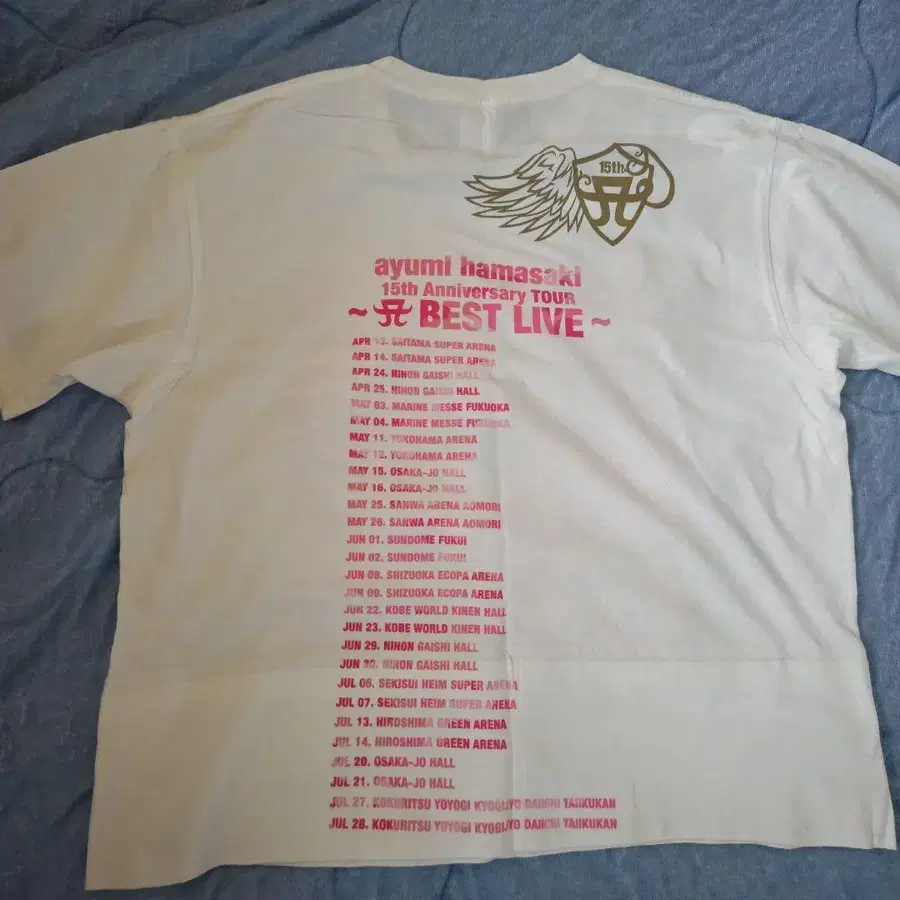 15th
ayumi hamasaki
15th Anniversary TOUR
~ A BEST LIVE ~
APR 13. SAITAMA SUPER ARENA
APR 14. SAITAMA SUPER ARENA
APR 24. NIHON GAISHI HALL
APR 25. NIHON GAISHI HALL
MAY 03. MARINE MESSE FUKUOKA
MAY 04. MARINE MESSE FUKUOKA
MAY 11. YOKOHAMA ARENA
MAY 12. YOKOHAMA ARENA
MAY 15. OSAKA-JO HALL
MAY 16. OSAKA-JO HALL
MAY 25. SANWA ARENA AOMORI
MAY 26. SANWA ARENA AOMORI
JUN 01. SUNDOME FUKUI
JUN 02. SUNDOME FUKUI
JUN 08. SHIZUOKA ECOPA ARENA
JUN 09. SHIZUOKA ECOPA ARENA
JUN 22. KOBE WORLD KINEN HALL
JUN 23. KOBE WORLD KINEN HALL
JUN 29. NIHON GAISHI HALL
JUN 30. NIHON GAISHI HALL
JUL 06. SEKISUI HEIM SUPER ARENA
JUL 07. SEKISUI HEIM SUPER ARENA
JUL 13. HIROSHIMA GREEN ARENA
JUL 14. HIROSHIMA GREEN ARENA
JUL 20. OSAKA-JO HALL
JUL 21. OSAKA-JO HALL
JUL 27. KOKURITSU YOYOGI KYOGIJYO DAIICHI TAIIKUKAN
JUL 28. KOKURITSU YOYOGI KYOGIJYO DAIICHI TAIIKUKAN